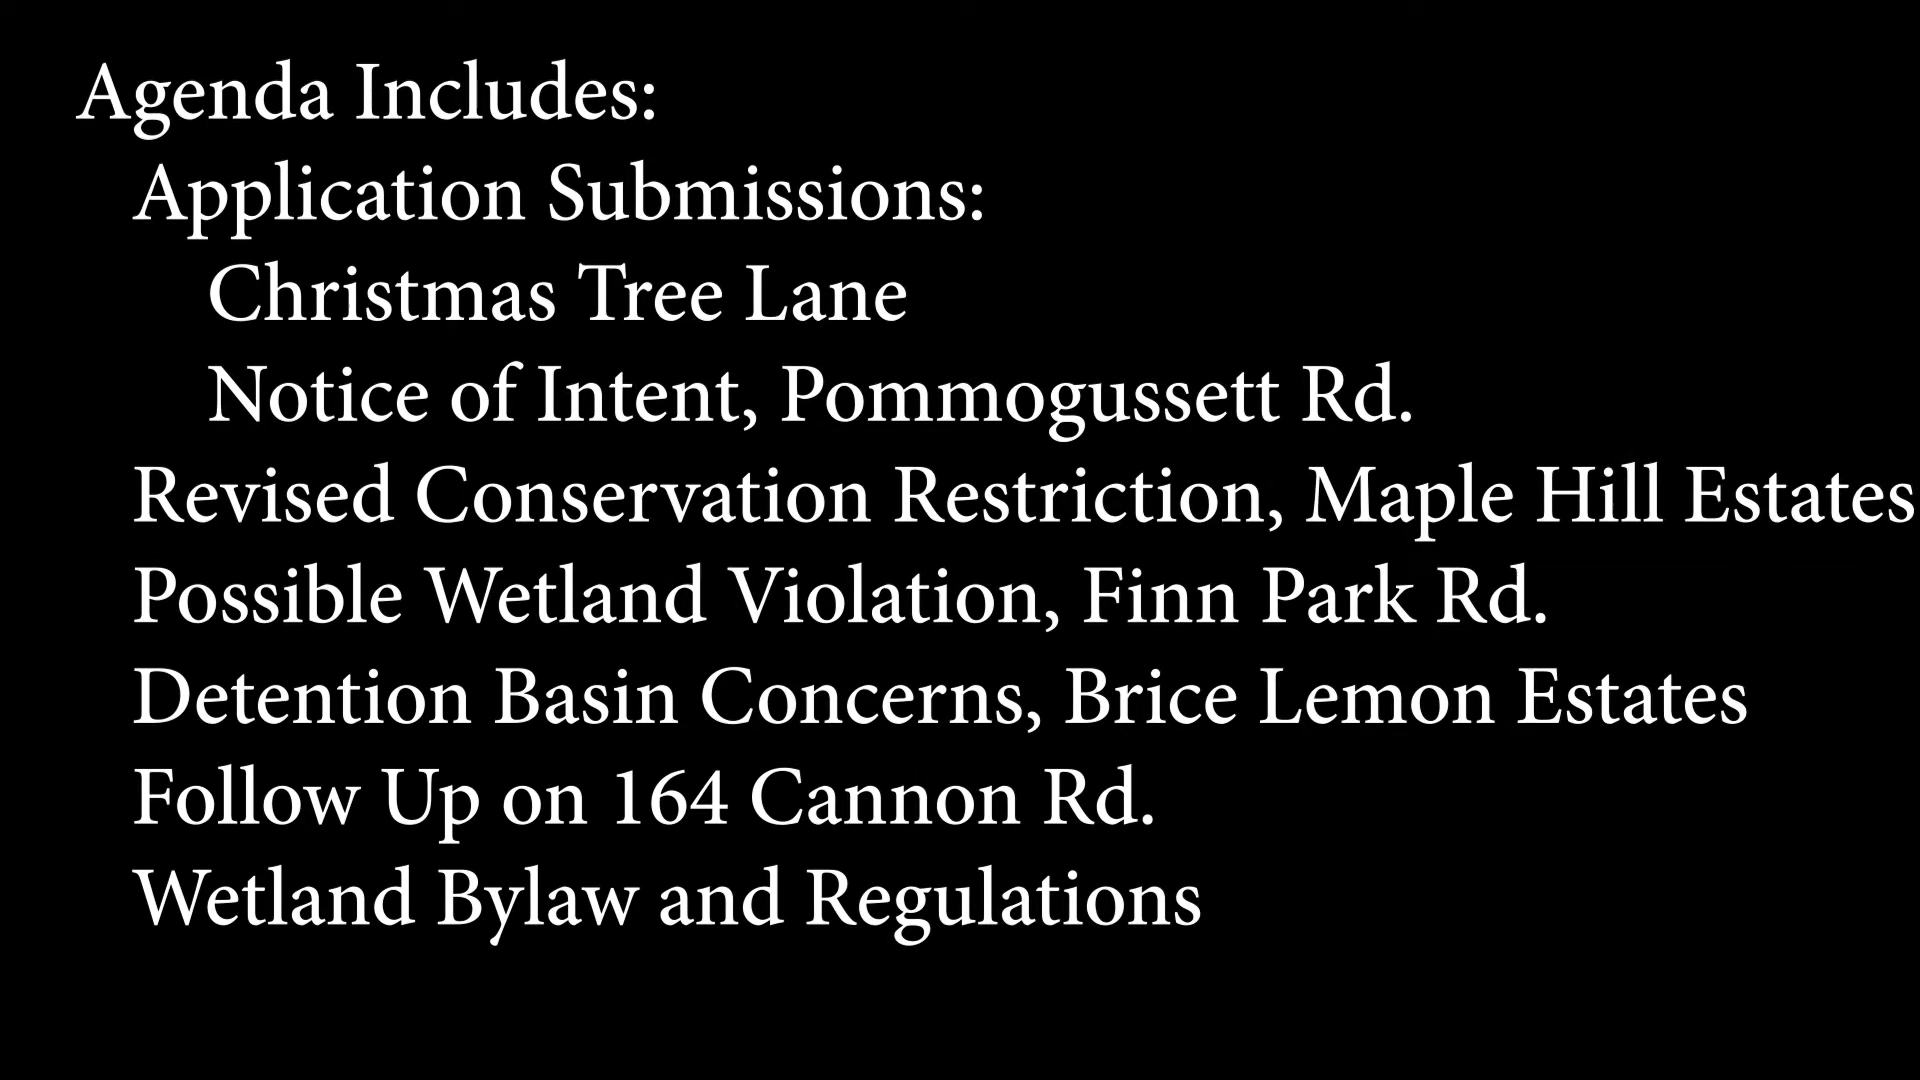 Agenda Includes:
Application Submissions:
Christmas Tree Lane
Notice of Intent, Pommogussett Rd.
Revised Conservation Restriction, Maple Hill Estates
Possible Wetland Violation, Finn Park Rd.
Detention Basin Concerns, Brice Lemon Estates
Follow Up on 164 Cannon Rd.
Wetland Bylaw and Regulations